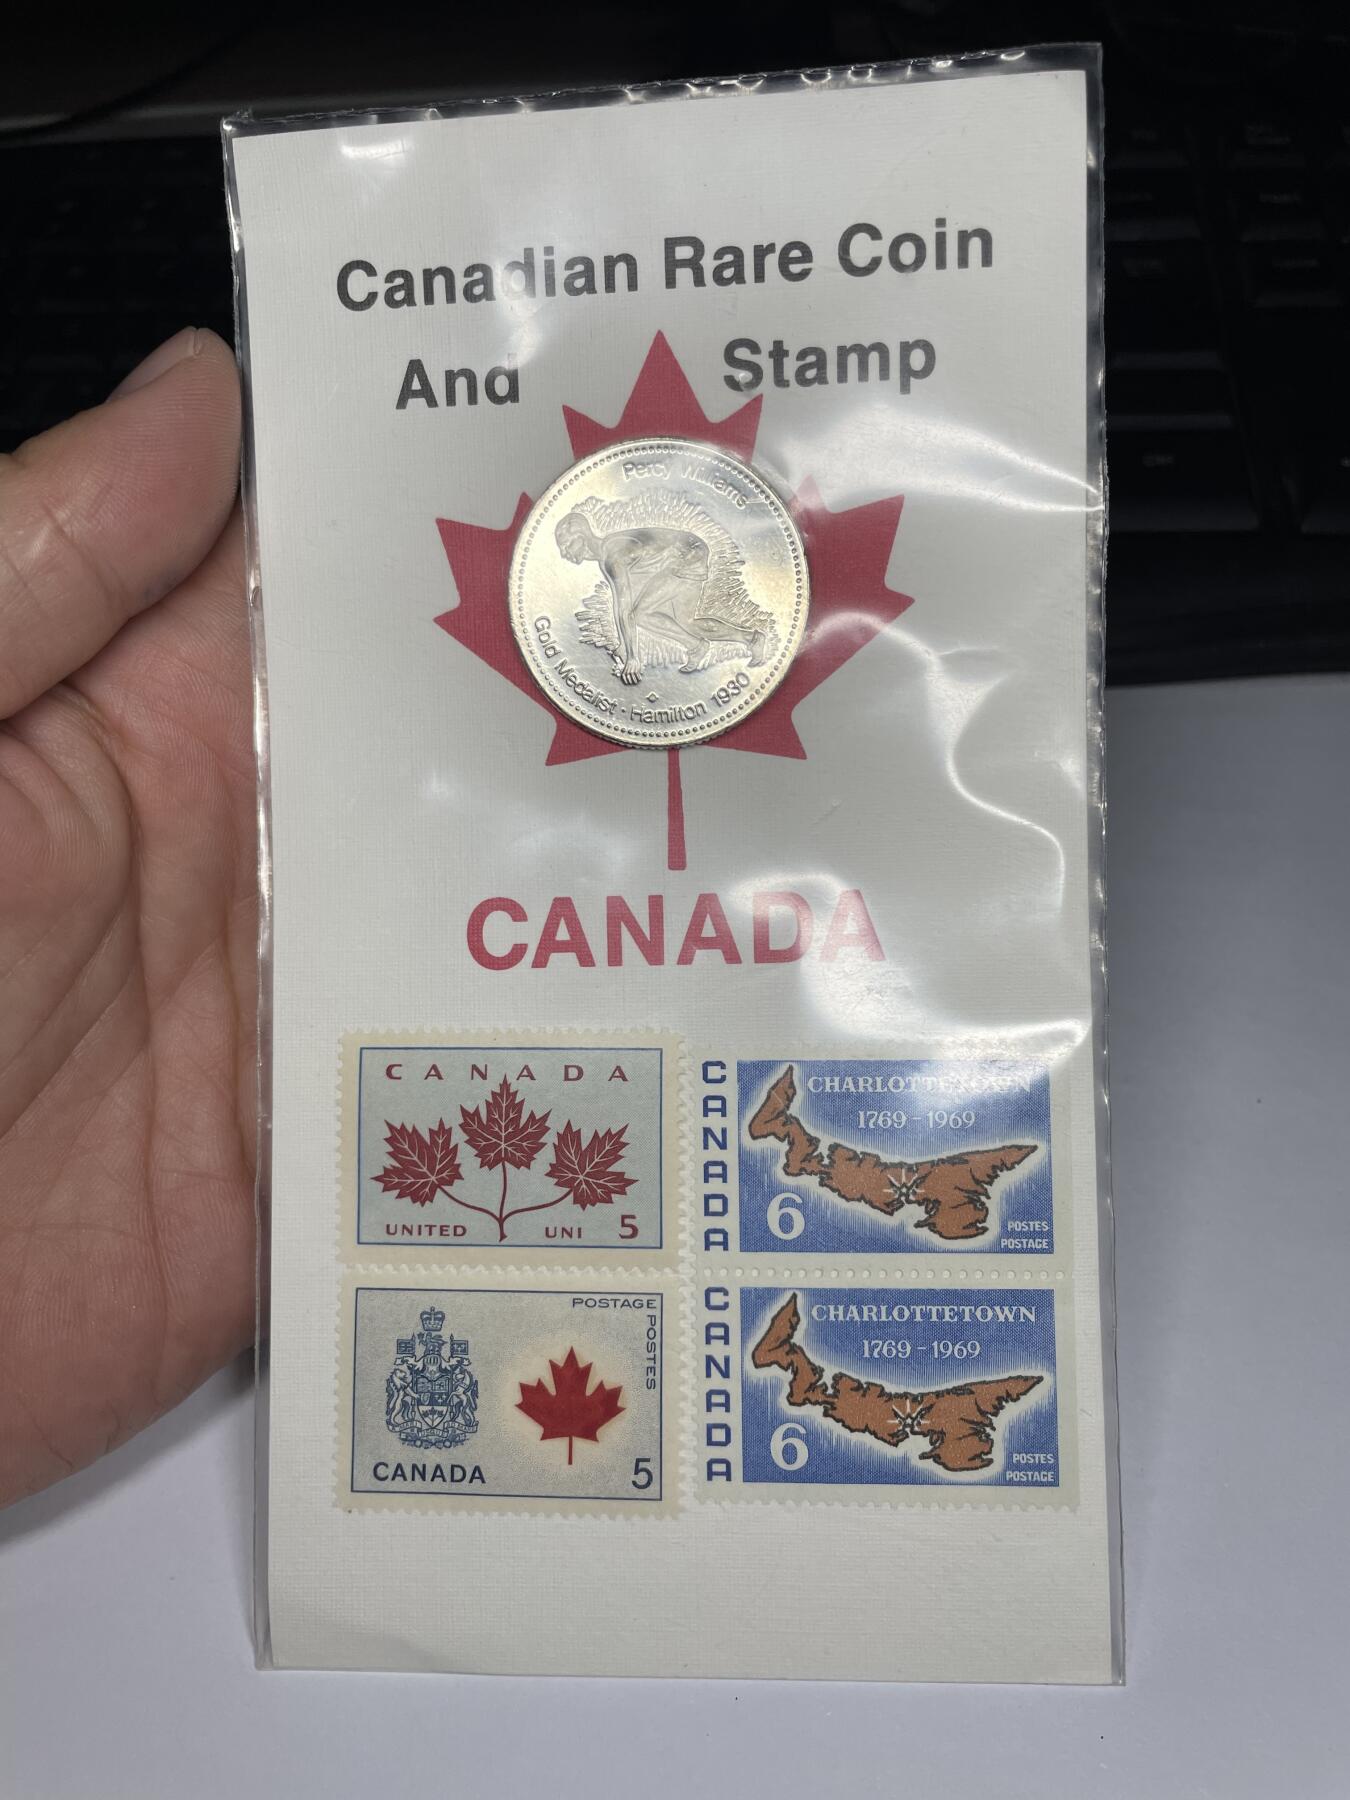 Canadian Rare Coin
And Stamp
Percy Williams
Gold Medalist · Hamilton 1930
CANADA
CANADA
UNITED UNI 5
POSTAGE
POSTES
CANADA 5
CANADA
CHARLOTTETOWN
1769-1969
6
POSTES
POSTAGE
CANADA
CHARLOTTETOWN
1769-1969
6
POSTES
POSTAGE